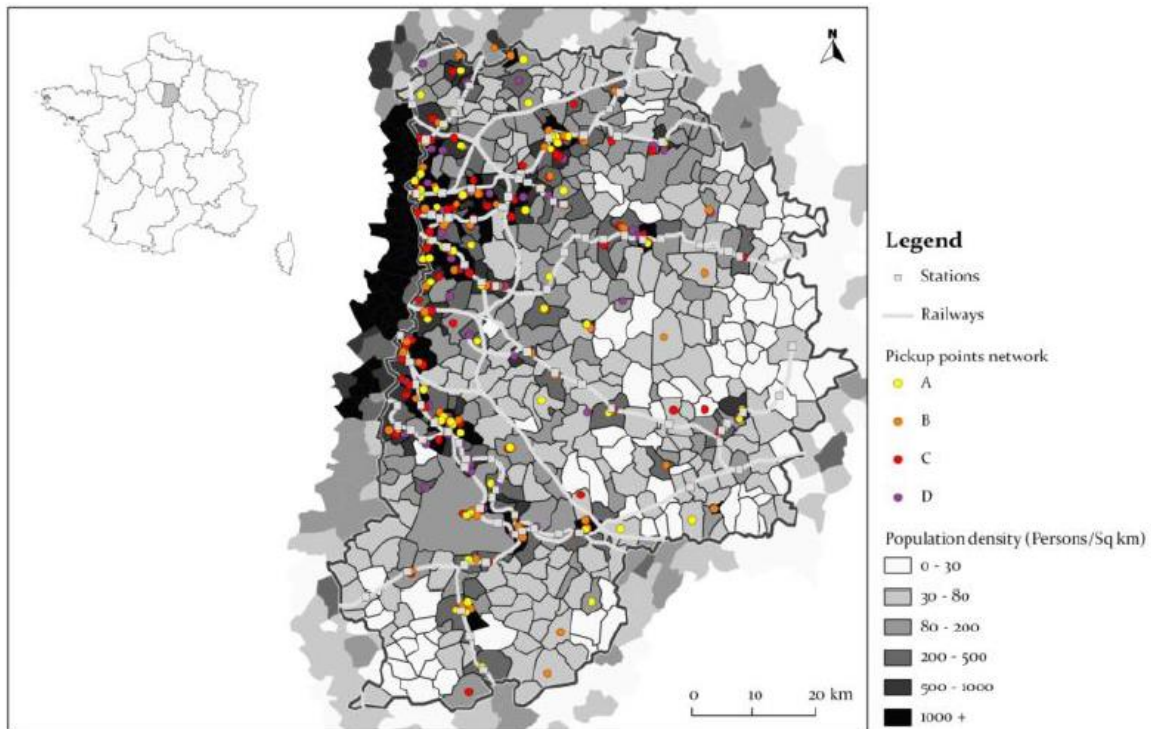 N
Legend
Stations
Railways
Pickup points network
A
B
C
D
Population density (Persons/Sq km)
0 - 30
30 - 80
80 - 200
200 - 500
500 - 1000
1000 +
0 10 20 km